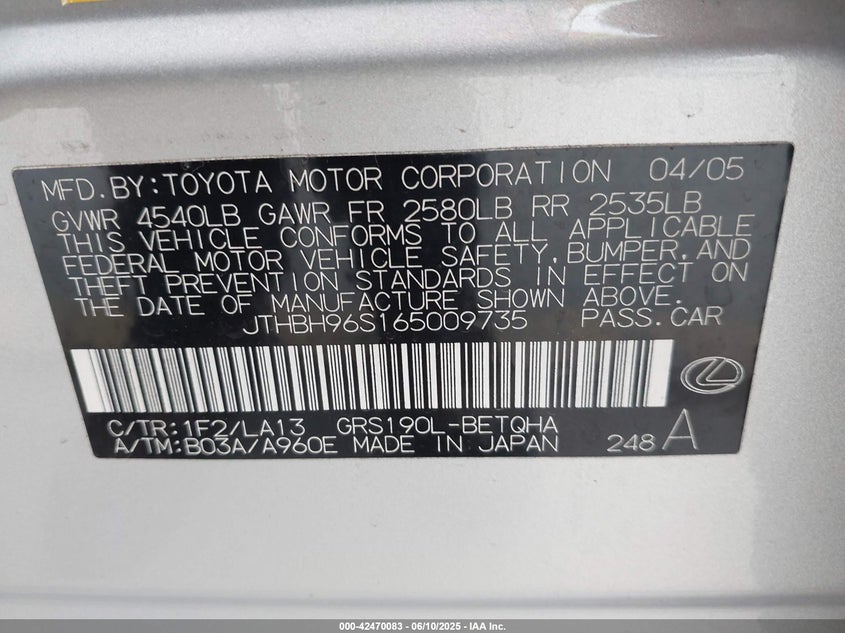 MFD.BY:TOYOTA MOTOR CORPORATION 04/05
GVWR 4540LB GAWR FR 2580LB RR 2535LB
THIS VEHICLE CONFORMS TO ALL APPLICABLE
FEDERAL MOTOR VEHICLE SAFETY,BUMPER,AND
THEFT PREVENTION STANDARDS IN EFFECT ON
THE DATE OF MANUFACTURE SHOWN ABOVE.
JTHBH96S165009735 PASS.CAR
C/TR:1F2/LA13 GRS190L-BETQHA
A/TM:B03A/A960E MADE IN JAPAN 248 A
000-42470083 / 06/10/2025 - IAA Inc.